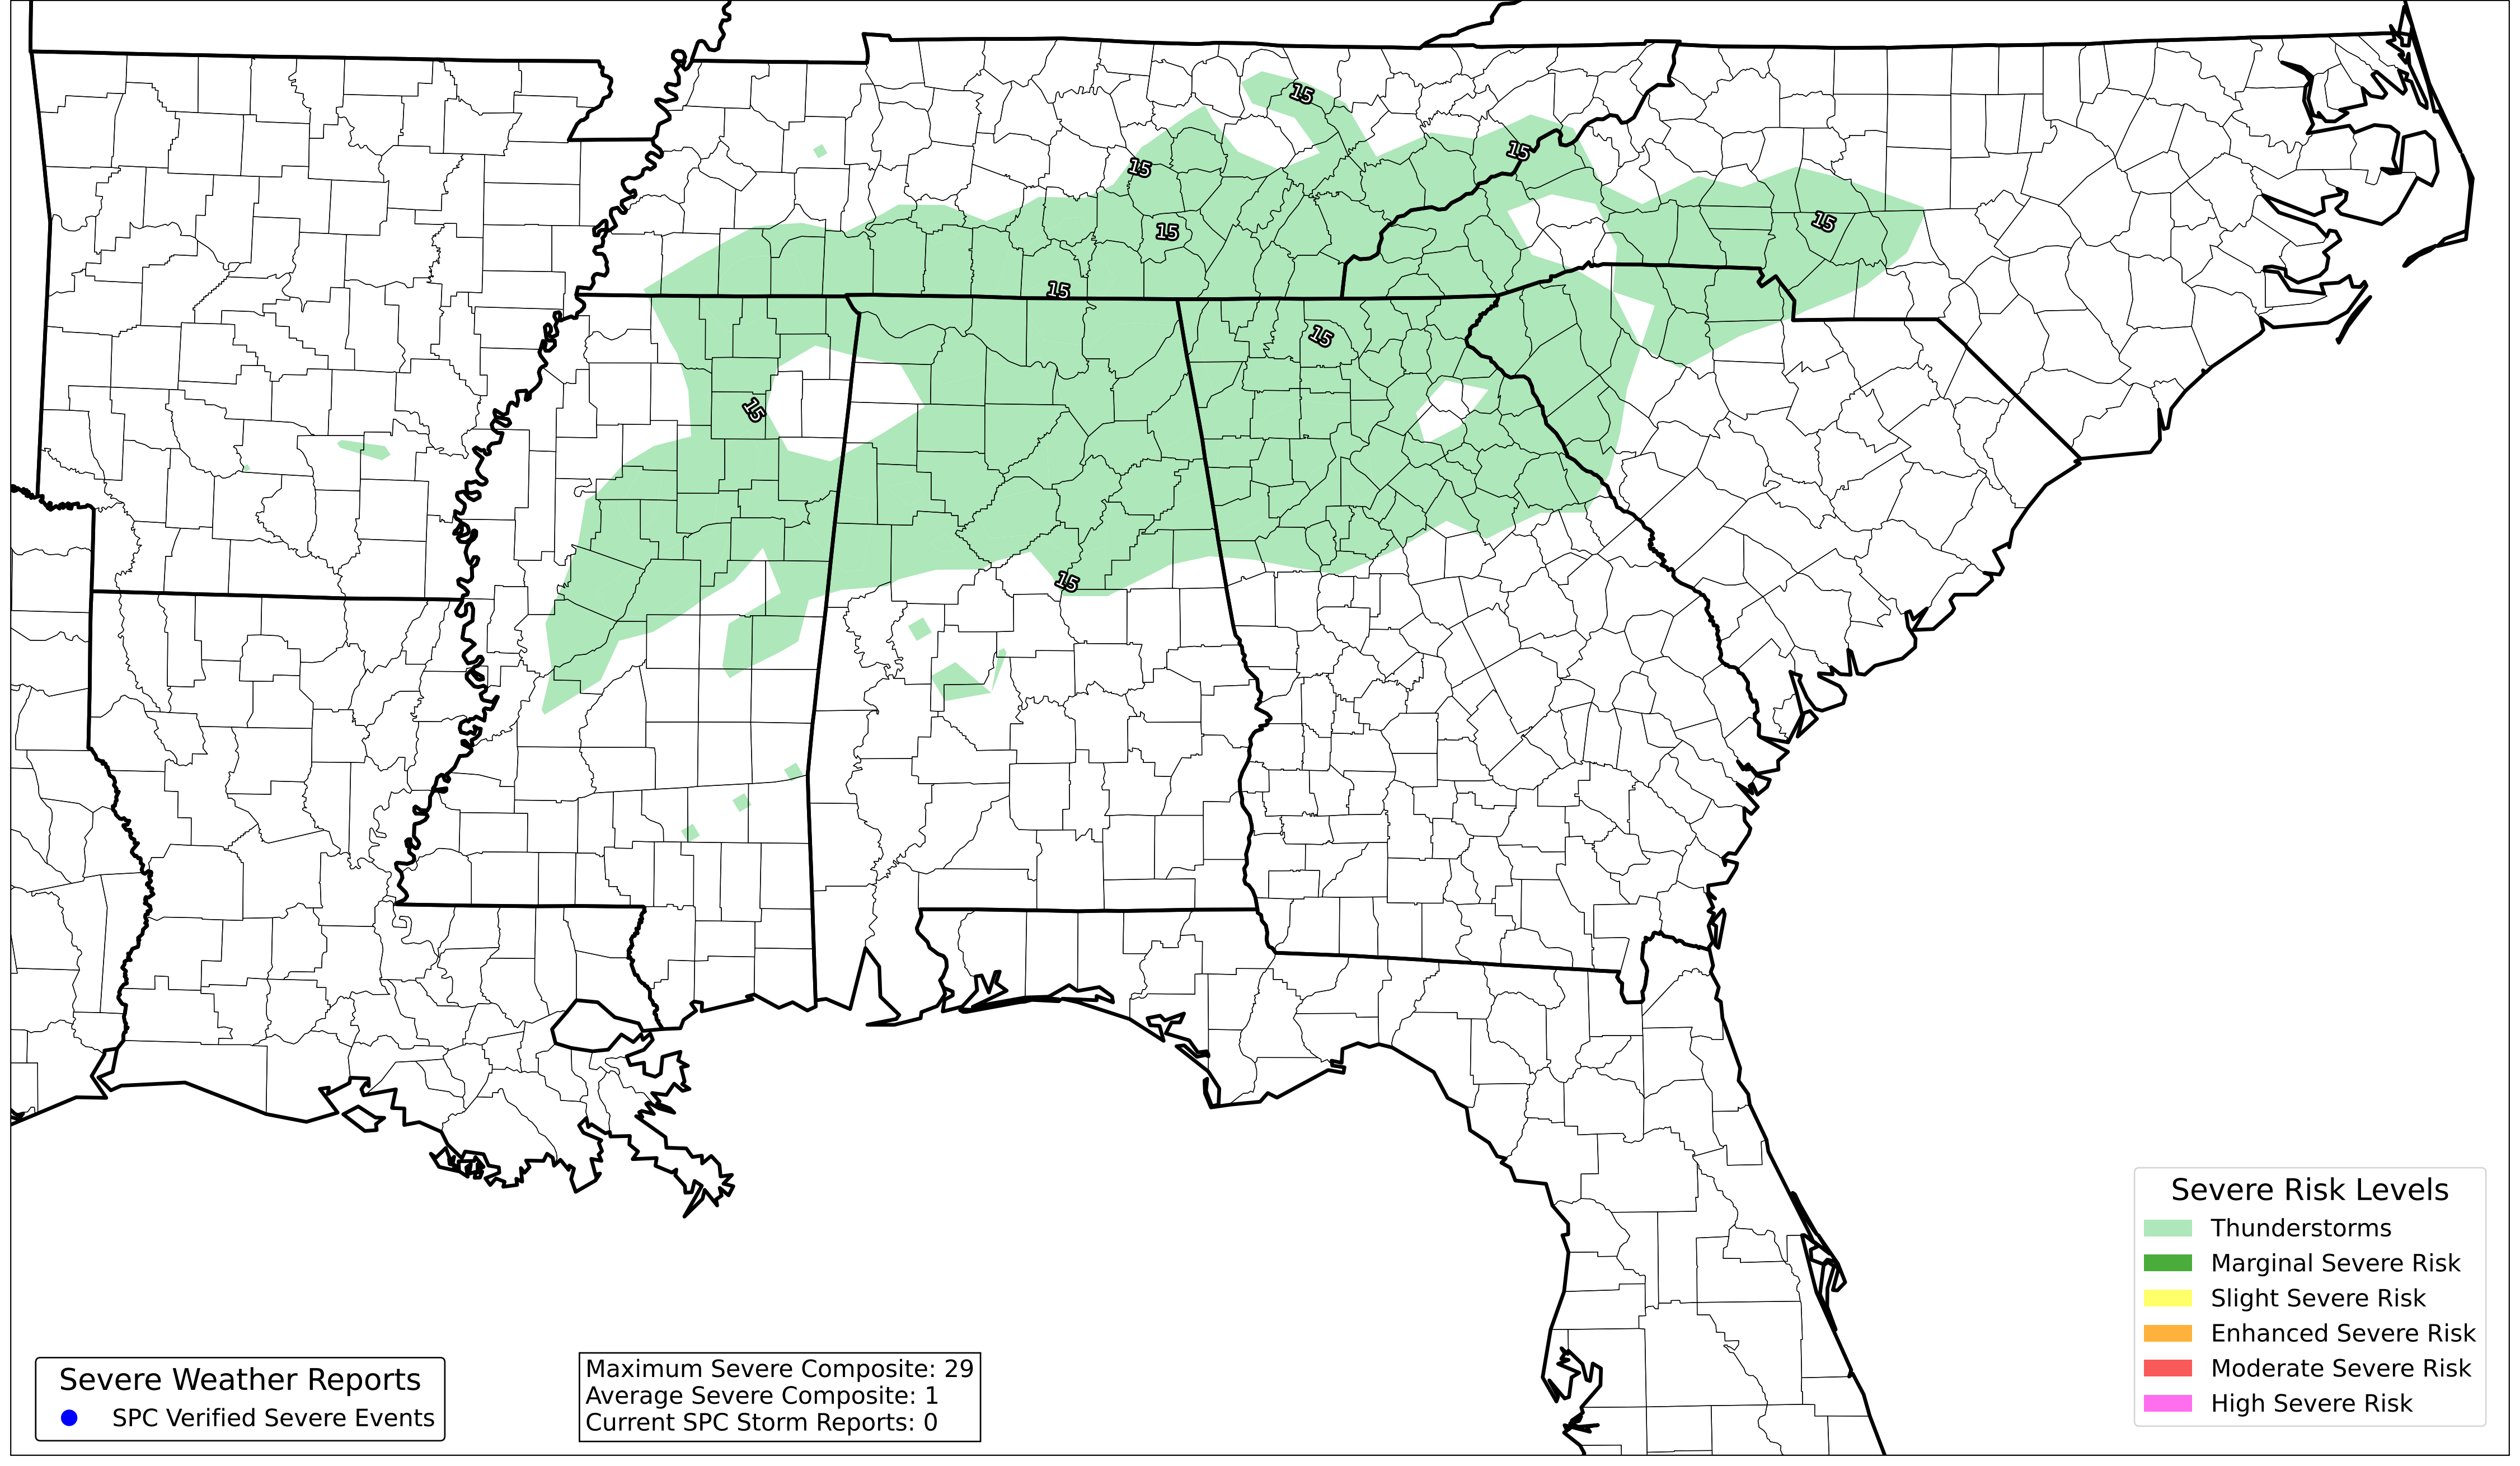 15
15
15
15
15
15
15
15
15
Severe Risk Levels
Thunderstorms
Marginal Severe Risk
Slight Severe Risk
Enhanced Severe Risk
Moderate Severe Risk
High Severe Risk
Severe Weather Reports
SPC Verified Severe Events
Maximum Severe Composite: 29
Average Severe Composite: 1
Current SPC Storm Reports: 0